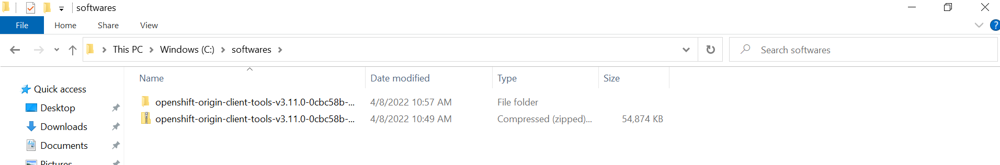 softwares
File Home Share View
This PC Windows (C:) softwares
Search softwares
Name Date modified Type Size
Quick access
openshift-origin-client-tools-v3.11.0-0cbc58b-... 4/8/2022 10:57 AM File folder
Desktop
openshift-origin-client-tools-v3.11.0-0cbc58b-... 4/8/2022 10:49 AM Compressed (zipped)... 54,874 KB
Downloads
Documents
Pictures